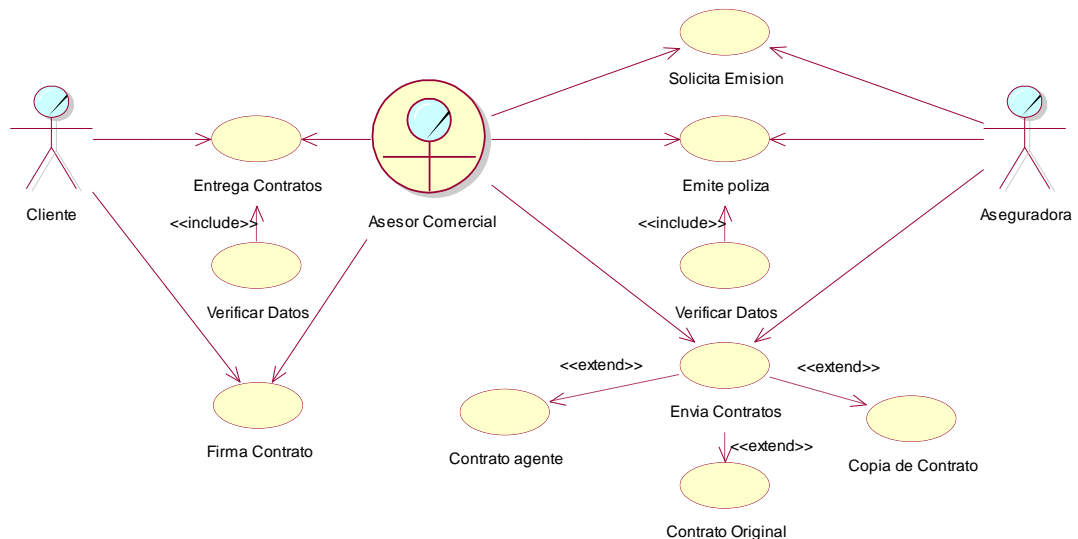 Solicita Emision
Entrega Contratos
Emite poliza
Cliente
Asesor Comercial
Aseguradora
<<include>>
<<include>>
Verificar Datos
Verificar Datos
<<extend>>
<<extend>>
Envia Contratos
Firma Contrato
Contrato agente
<<extend>>
Copia de Contrato
Contrato Original